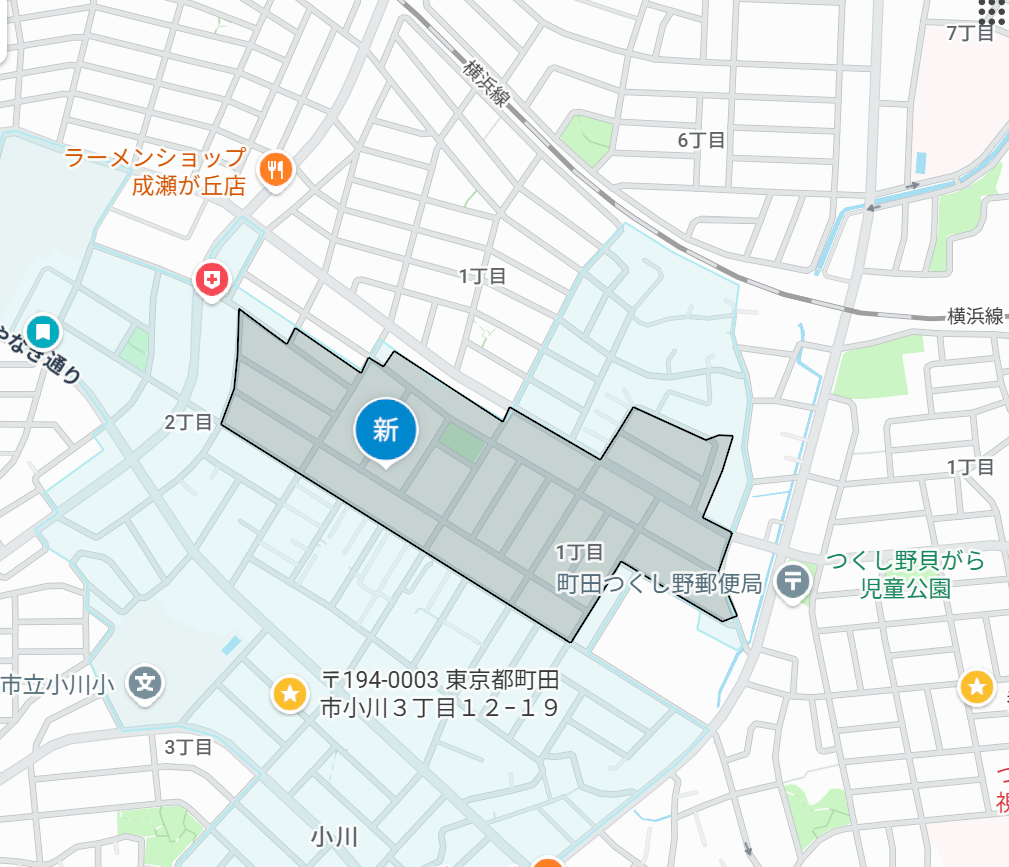 7丁目
横浜線
6丁目
ラーメンショップ
成瀬が丘店
1丁目
横浜線
やなぎ通り
2丁目
新
1丁目
1丁目
町田つくし野郵便局
つくし野貝がら
児童公園
市立小川小
文
〒194-0003 東京都町田
市小川３丁目１２−１９
3丁目
つ
視
小川